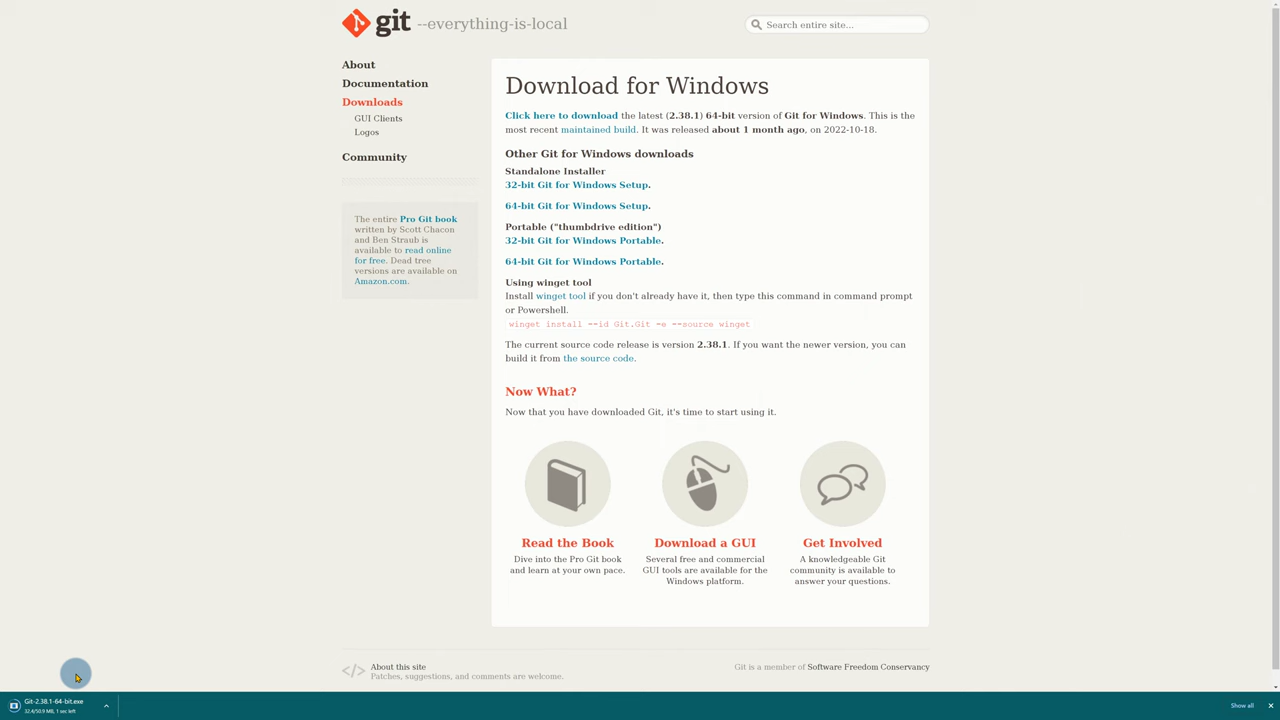 git --everything-is-local
Search entire site...
About
Documentation
Downloads
GUI Clients
Logos
Community
The entire Pro Git book
written by Scott Chacon
and Ben Straub is
available to read online
for free. Dead tree
versions are available on
Amazon.com.
Download for Windows
Click here to download the latest (2.38.1) 64-bit version of Git for Windows. This is the
most recent maintained build. It was released about 1 month ago, on 2022-10-18.
Other Git for Windows downloads
Standalone Installer
32-bit Git for Windows Setup.
64-bit Git for Windows Setup.
Portable ("thumbdrive edition")
32-bit Git for Windows Portable.
64-bit Git for Windows Portable.
Using winget tool
Install winget tool if you don't already have it, then type this command in command prompt
or Powershell.
winget install --id Git.Git -e --source winget
The current source code release is version 2.38.1. If you want the newer version, you can
build it from the source code.
Now What?
Now that you have downloaded Git, it's time to start using it.
Read the Book
Dive into the Pro Git book
and learn at your own pace.
Download a GUI
Several free and commercial
GUI tools are available for the
Windows platform.
Get Involved
A knowledgeable Git
community is available to
answer your questions.
</> About this site
Patches, suggestions, and comments are welcome.
Git is a member of Software Freedom Conservancy
Git-2.38.1-64-bit.exe
32.4/50.9 MB, 1 sec left
Show all